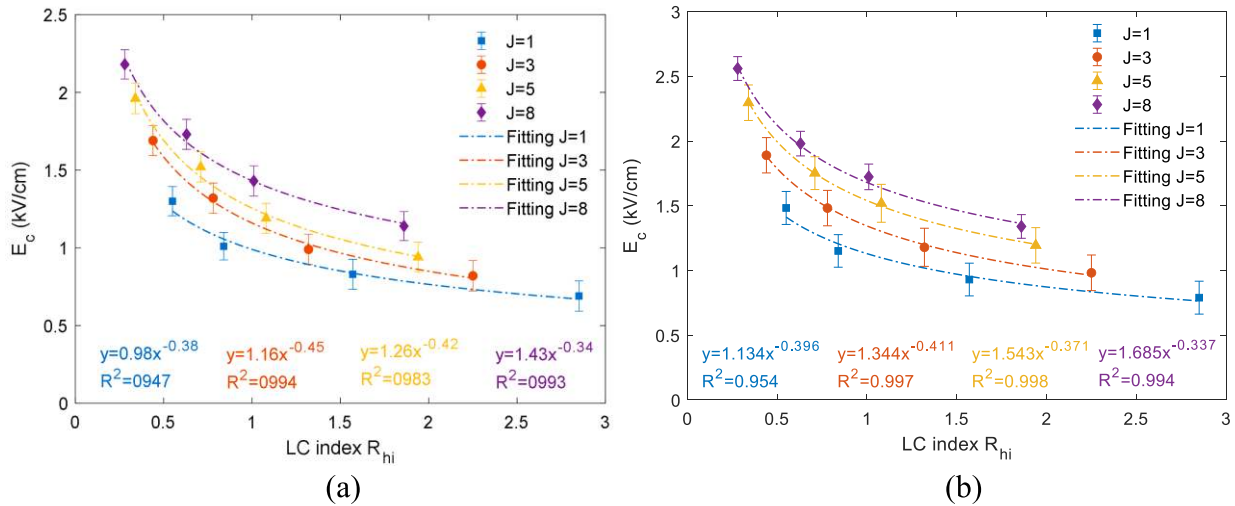 2.5
2
1.5
1
0.5
0
E_c (kV/cm)
J=1
J=3
J=5
J=8
Fitting J=1
Fitting J=3
Fitting J=5
Fitting J=8
y=0.98x^-0.38
y=1.16x^-0.45
y=1.26x^-0.42
y=1.43x^-0.34
R^2=0947
R^2=0994
R^2=0983
R^2=0993
0 0.5 1 1.5 2 2.5 3
LC index R_hi
(a)
3
2.5
2
1.5
1
0.5
0
E_c (kV/cm)
J=1
J=3
J=5
J=8
Fitting J=1
Fitting J=3
Fitting J=5
Fitting J=8
y=1.134x^-0.396
y=1.344x^-0.411
y=1.543x^-0.371
y=1.685x^-0.337
R^2=0.954
R^2=0.997
R^2=0.998
R^2=0.994
0 0.5 1 1.5 2 2.5 3
LC index R_hi
(b)